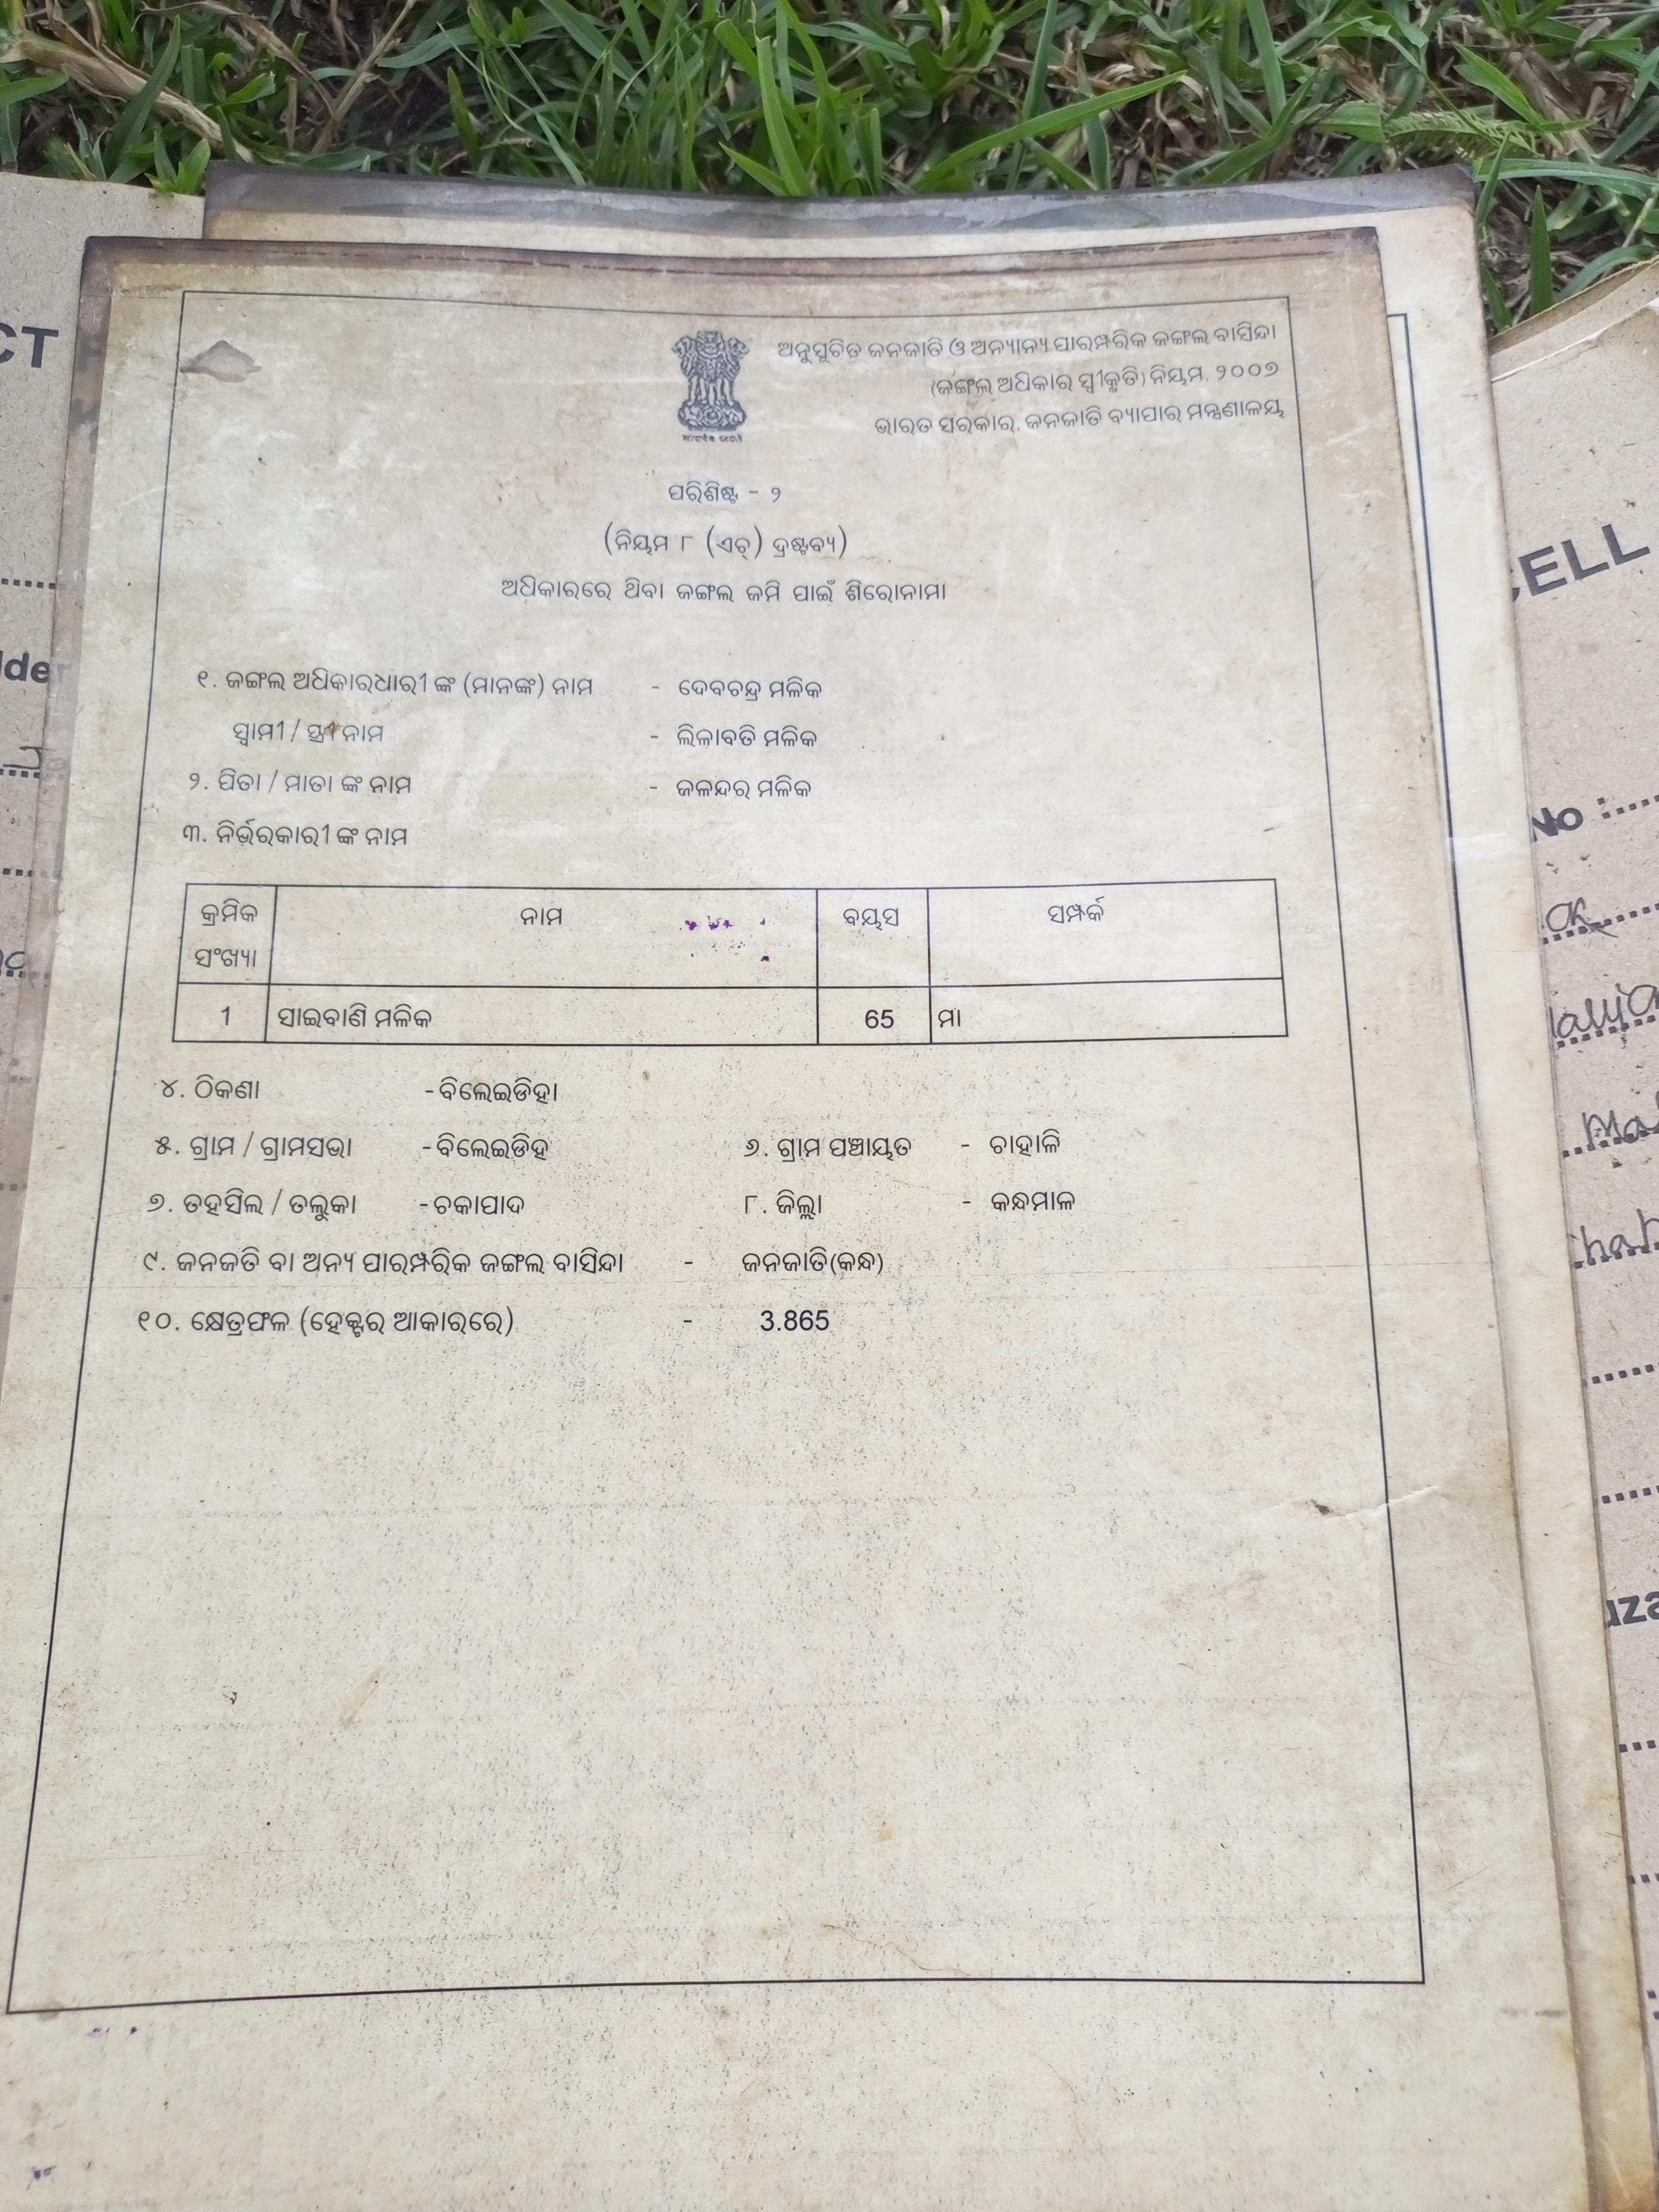 ଅନୁସୂଚିତ ଜନଜାତି ଓ ଅନ୍ୟାନ୍ୟ ପାରମ୍ପରିକ ଜଙ୍ଗଲ ବାସିନ୍ଦା
(ଜଙ୍ଗଲ ଅଧିକାର ସ୍ୱୀକୃତି) ନିୟମ, ୨୦୦୭
ଭାରତ ସରକାର, ଜନଜାତି ବ୍ୟାପାର ମନ୍ତ୍ରଣାଳୟ
ପରିଶିଷ୍ଟ - ୨
(ନିୟମ ୮ (ଏଚ୍) ଦ୍ରଷ୍ଟବ୍ୟ)
ଅଧିକାରରେ ଥିବା ଜଙ୍ଗଲ ଜମି ପାଇଁ ଶିରୋନାମା
୧. ଜଙ୍ଗଲ ଅଧିକାରଧାରୀ ଙ୍କ (ମାନଙ୍କ) ନାମ - ଦେବଚନ୍ଦ୍ର ମଳିକ
ସ୍ୱାମୀ / ସ୍ତ୍ରୀ ନାମ - ଲିଳାବତି ମଳିକ
୨. ପିତା / ମାତା ଙ୍କ ନାମ - ଜଳନ୍ଦର ମଳିକ
୩. ନିର୍ଭରକାରୀ ଙ୍କ ନାମ
କ୍ରମିକ ସଂଖ୍ୟା ନାମ ବୟସ ସମ୍ପର୍କ
1 ସାଇବାଣି ମଳିକ 65 ମା
୪. ଠିକଣା - ବିଲେଇଡିହା
୫. ଗ୍ରାମ / ଗ୍ରାମସଭା - ବିଲେଇଡିହ ୬. ଗ୍ରାମ ପଞ୍ଚାୟତ - ଚାହାଳି
୭. ତହସିଲ / ତଲୁକା - ଚକାପାଦ ୮. ଜିଲ୍ଲା - କନ୍ଧମାଳ
୯. ଜନଜତି ବା ଅନ୍ୟ ପାରମ୍ପରିକ ଜଙ୍ଗଲ ବାସିନ୍ଦା - ଜନଜାତି(କନ୍ଧ)
୧୦. କ୍ଷେତ୍ରଫଳ (ହେକ୍ଟର ଆକାରରେ) - 3.865
CT
CELL
No :